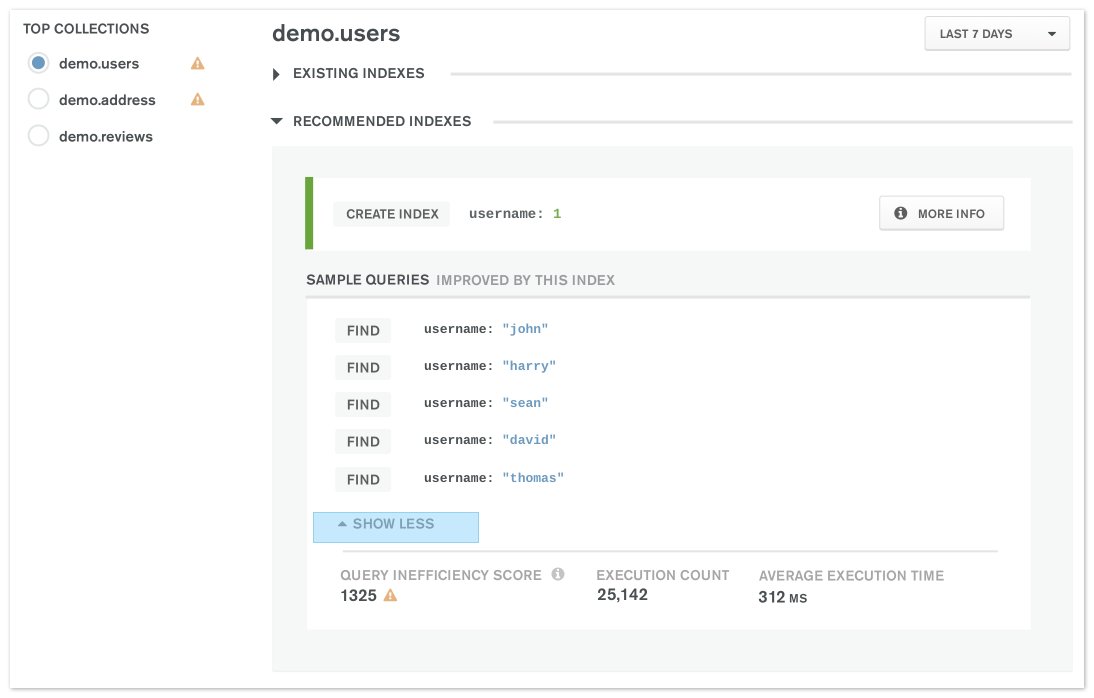 TOP COLLECTIONS
demo.users
demo.address
demo.reviews
demo.users
LAST 7 DAYS
EXISTING INDEXES
RECOMMENDED INDEXES
CREATE INDEX username: 1
MORE INFO
SAMPLE QUERIES IMPROVED BY THIS INDEX
FIND username: "john"
FIND username: "harry"
FIND username: "sean"
FIND username: "david"
FIND username: "thomas"
SHOW LESS
QUERY INEFFICIENCY SCORE
1325
EXECUTION COUNT
25,142
AVERAGE EXECUTION TIME
312 MS